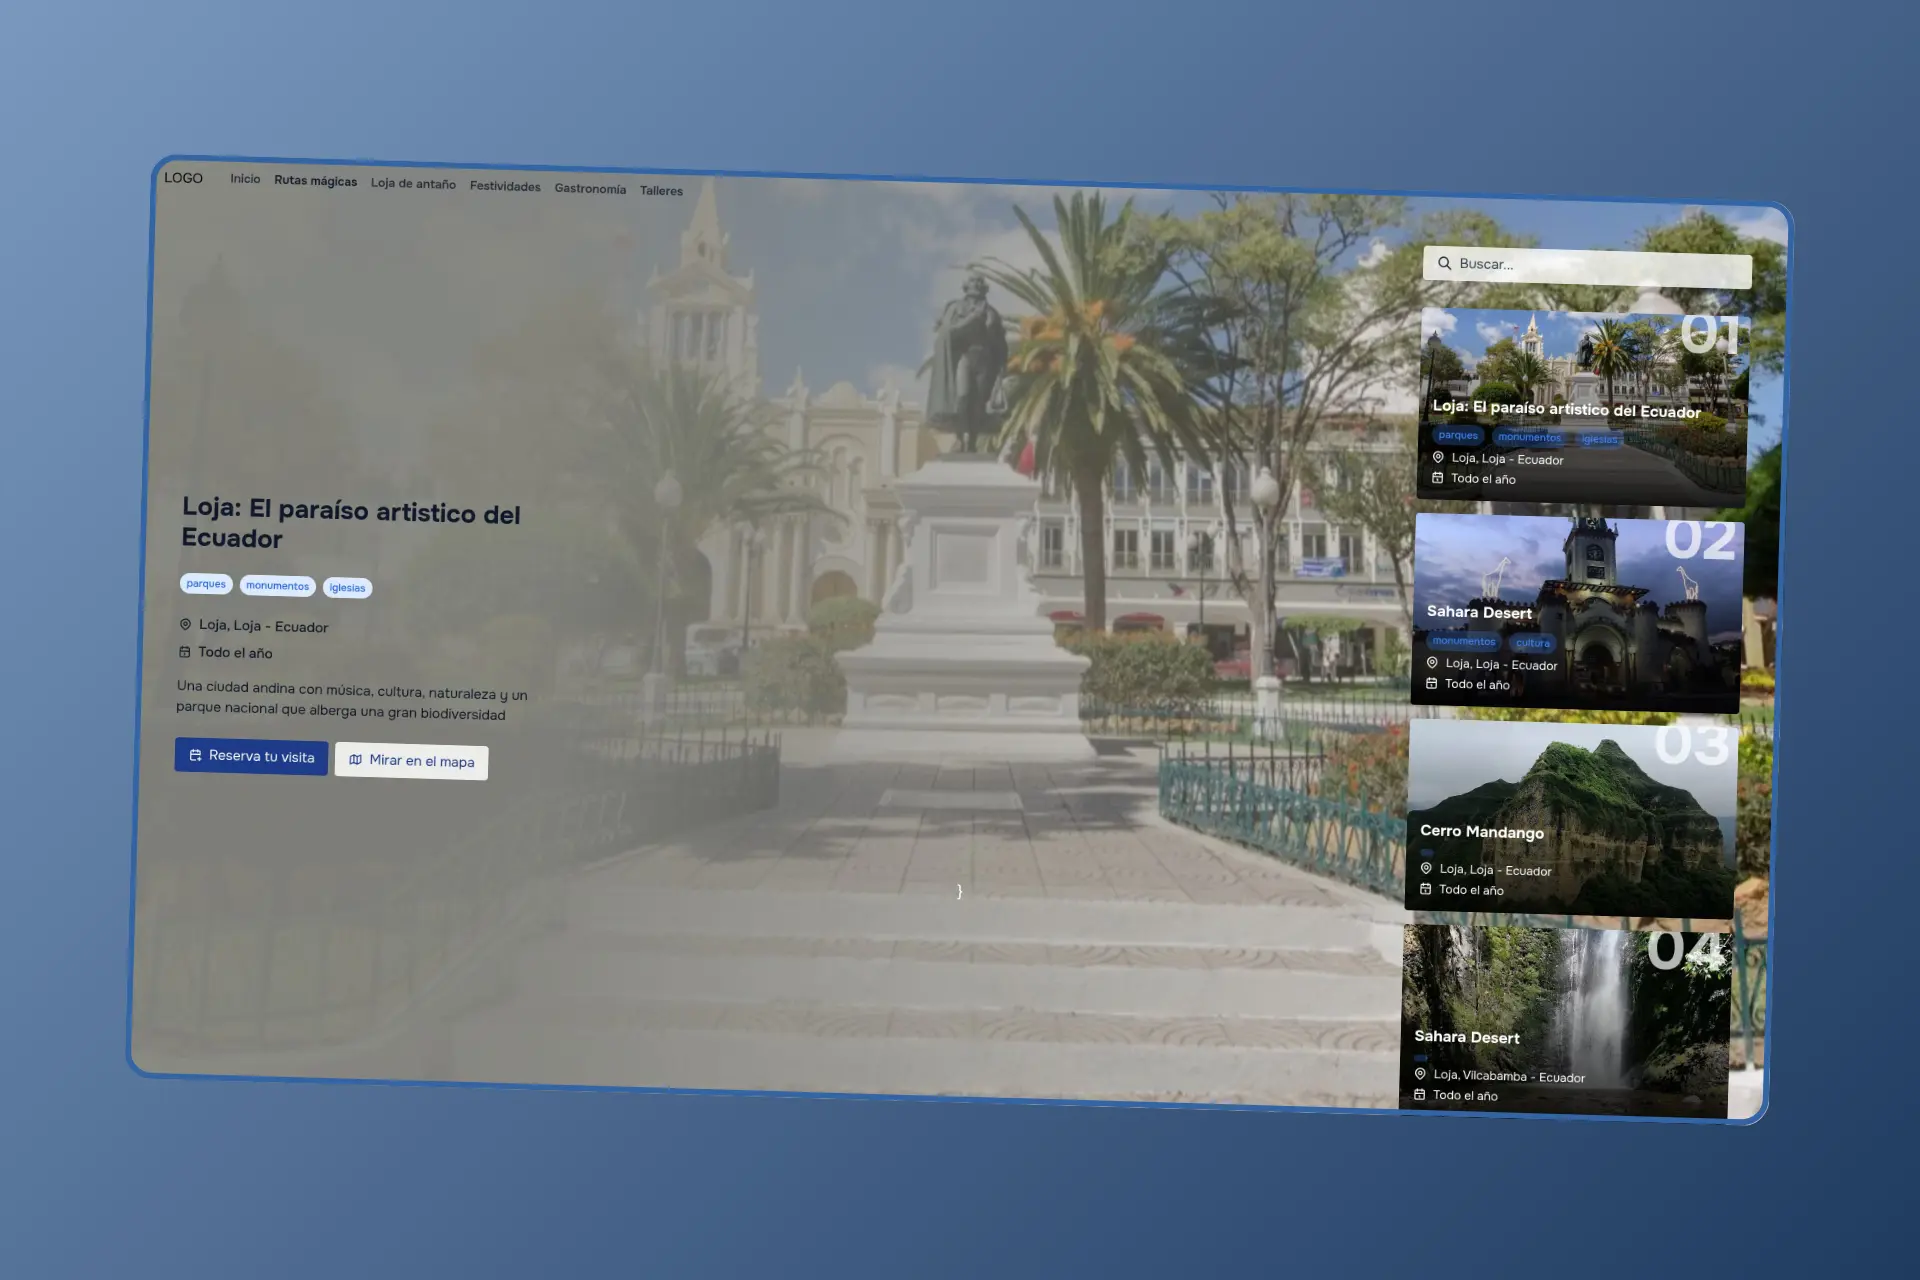 LOGO Inicio Rutas mágicas Loja de antaño Festividades Gastronomía Talleres
Loja: El paraíso artistico del
Ecuador
parques monumentos iglesias
Loja, Loja - Ecuador
Todo el año
Una ciudad andina con música, cultura, naturaleza y un
parque nacional que alberga una gran biodiversidad
Reserva tu visita Mirar en el mapa
}
Buscar...
01
Loja: El paraíso artistico del Ecuador
parques monumentos iglesias
Loja, Loja - Ecuador
Todo el año
02
Sahara Desert
monumentos cultura
Loja, Loja - Ecuador
Todo el año
03
Cerro Mandango
Loja, Loja - Ecuador
Todo el año
04
Sahara Desert
Loja, Vilcabamba - Ecuador
Todo el año